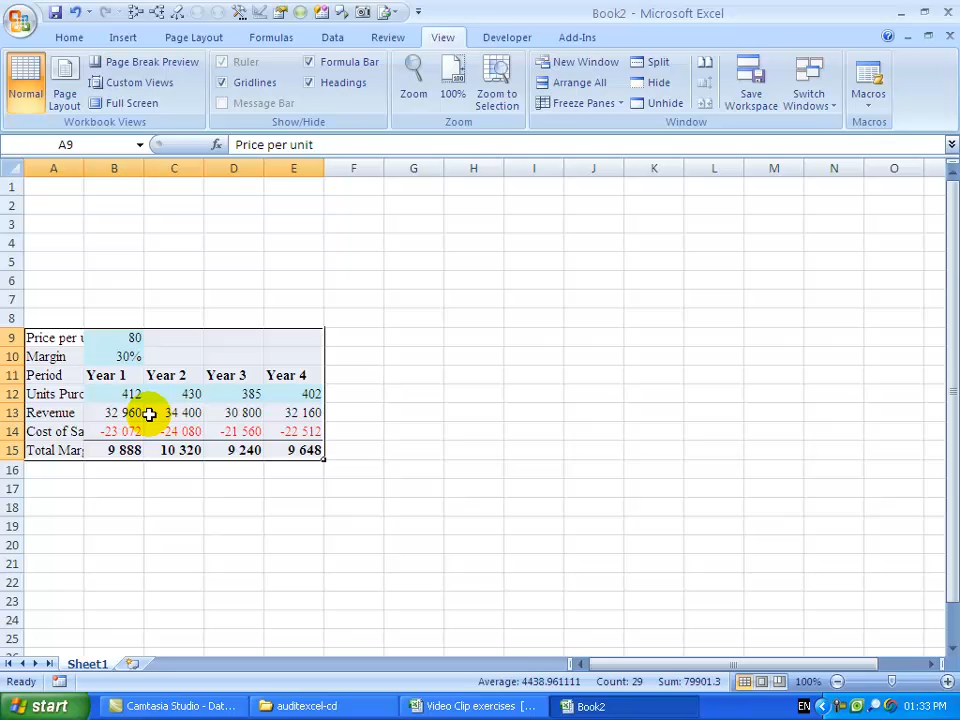 Book2 - Microsoft Excel
Home Insert Page Layout Formulas Data Review View Developer Add-Ins
Normal
Page Layout
Page Break Preview
Custom Views
Full Screen
Workbook Views
Ruler
Gridlines
Message Bar
Formula Bar
Headings
Show/Hide
Zoom
100%
Zoom to Selection
Zoom
New Window
Arrange All
Freeze Panes
Split
Hide
Unhide
Save Workspace
Switch Windows
Window
Macros
Macros
A9 fx Price per unit
A B C D E F G H I J K L M N O
1
2
3
4
5
6
7
8
9 Price per u 80
10 Margin 30%
11 Period Year 1 Year 2 Year 3 Year 4
12 Units Purc 412 430 385 402
13 Revenue 32 960 34 400 30 800 32 160
14 Cost of Sa -23 072 -24 080 -21 560 -22 512
15 Total Mar 9 888 10 320 9 240 9 648
16
17
18
19
20
21
22
23
24
25
Sheet1
Ready Average: 4438.961111 Count: 29 Sum: 79901.3 100%
start Camtasia Studio - Dat... auditexcel-cd Video Clip exercises [... Book2 EN 01:33 PM